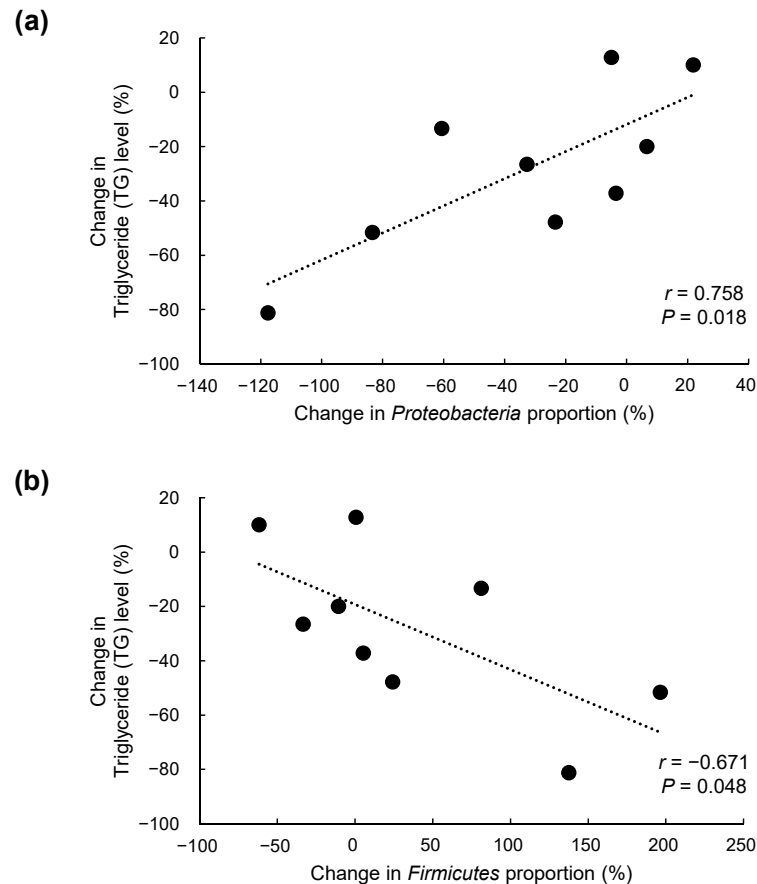 (a)
20
0
−20
−40
−60
−80
−100
Change in
Triglyceride (TG) level (%)
r = 0.758
P = 0.018
−140 −120 −100 −80 −60 −40 −20 0 20 40
Change in Proteobacteria proportion (%)
(b)
20
0
−20
−40
−60
−80
−100
Change in
Triglyceride (TG) level (%)
r = −0.671
P = 0.048
−100 −50 0 50 100 150 200 250
Change in Firmicutes proportion (%)